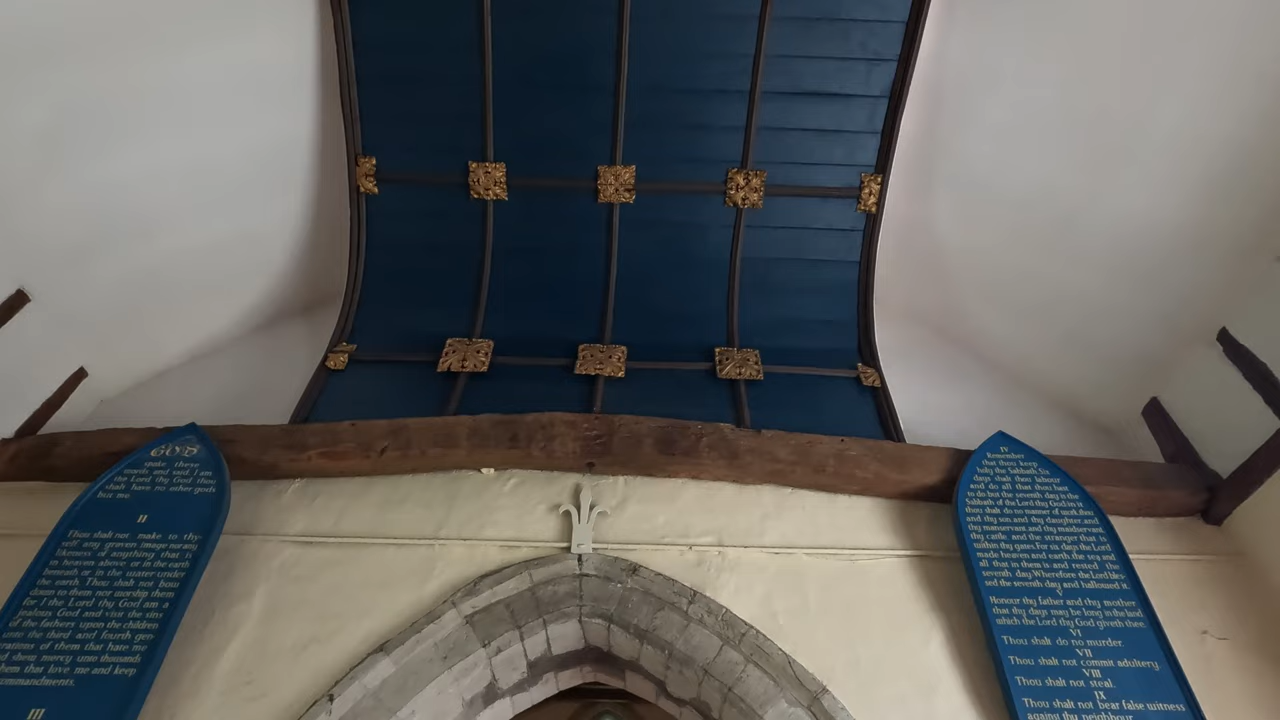 GOD
spake these
words and said, I am
the Lord thy God thou
shalt have no other gods
but me.
II
Thou shalt not make to thy-
self any graven image nor any
likeness of anything that is
in heaven above or in the earth
beneath or in the water under
the earth. Thou shalt not bow
down to them nor worship them
for I the Lord thy God am a
jealous God and visit the sins
of the fathers upon the children
unto the third and fourth gen-
erations of them that hate me
and shew mercy unto thousands
them that love me and keep
commandments.
III
IV
Remember
that thou keep
holy the Sabbath. Six
days shalt thou labour
and do all that thou hast
to do but the seventh day is the
Sabbath of the Lord thy God in it
thou shalt do no manner of work, thou
and thy son and thy daughter, and
thy manservant, and thy maidservant,
thy cattle, and the stranger that is
within thy gates. For six days the Lord
made heaven and earth, the sea and
all that in them is and rested the
seventh day. Wherefore the Lord bles-
sed the seventh day and hallowed it.
V
Honour thy father and thy mother
that thy days may be long in the land
which the Lord thy God giveth thee.
VI
Thou shalt do no murder.
VII
Thou shalt not commit adultery.
VIII
Thou shalt not steal.
IX
Thou shalt not bear false witness
against thy neighbour